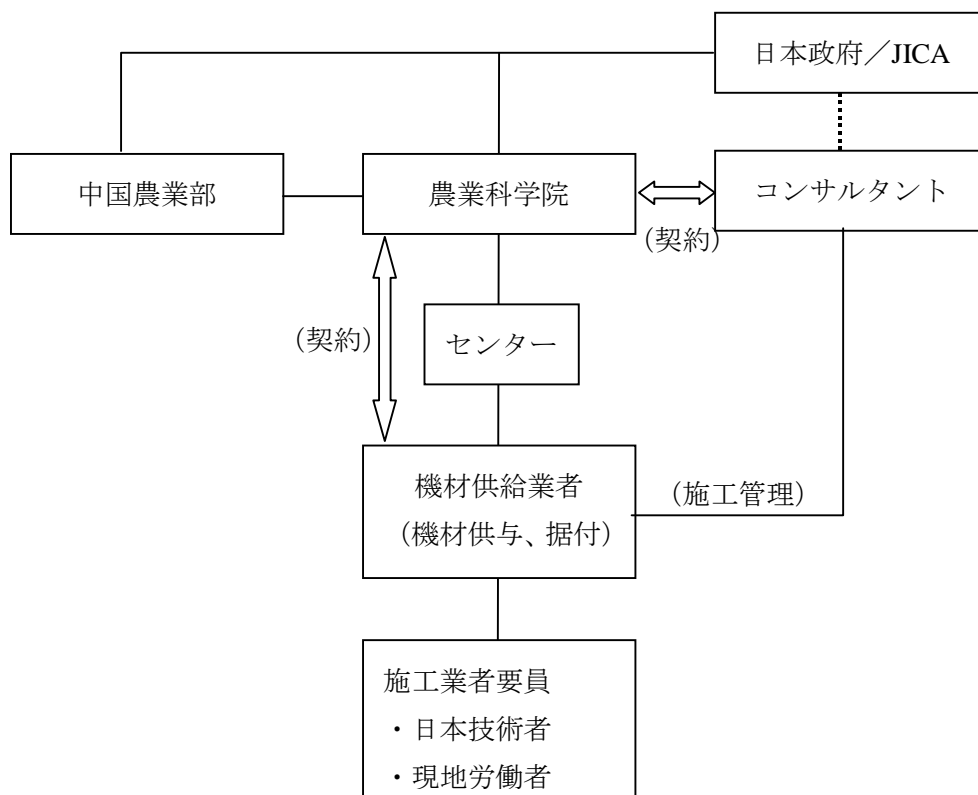 日本政府／JICA
中国農業部
農業科学院
コンサルタント
（契約）
（契約）
センター
機材供給業者
（機材供与、据付）
（施工管理）
施工業者要員
・日本技術者
・現地労働者